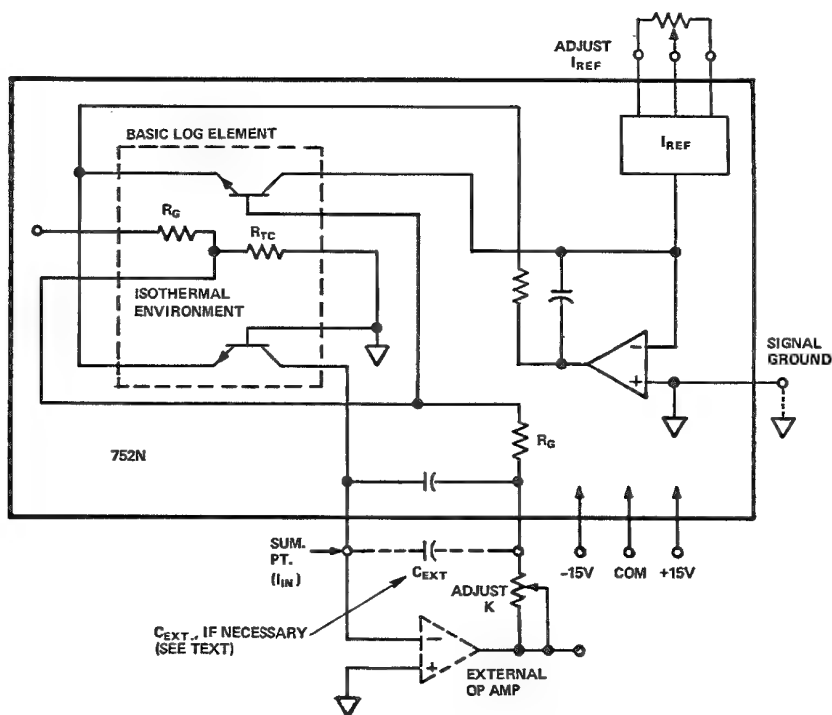 ADJUST
IREF
BASIC LOG ELEMENT
IREF
RG
RTC
ISOTHERMAL
ENVIRONMENT
−
+
SIGNAL
GROUND
752N
RG
SUM.
PT.
(IIN)
CEXT
ADJUST
K
-15V COM +15V
CEXT., IF NECESSARY
(SEE TEXT)
−
+
EXTERNAL
OP AMP